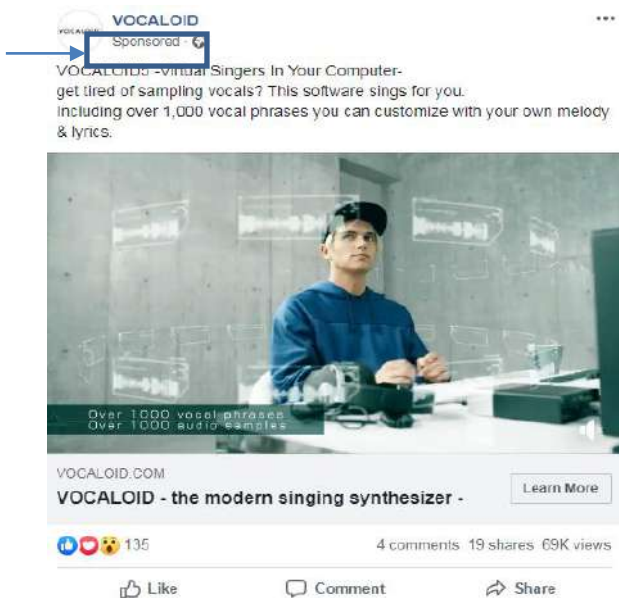 VOCALOID
VOCALOID
Sponsored ·
VOCALOID5 -Virtual Singers In Your Computer-
get tired of sampling vocals? This software sings for you.
Including over 1,000 vocal phrases you can customize with your own melody
& lyrics.
Over 1000 vocal phrases
Over 1000 audio samples
VOCALOID.COM
VOCALOID - the modern singing synthesizer -
Learn More
135
4 comments 19 shares 69K views
Like Comment Share